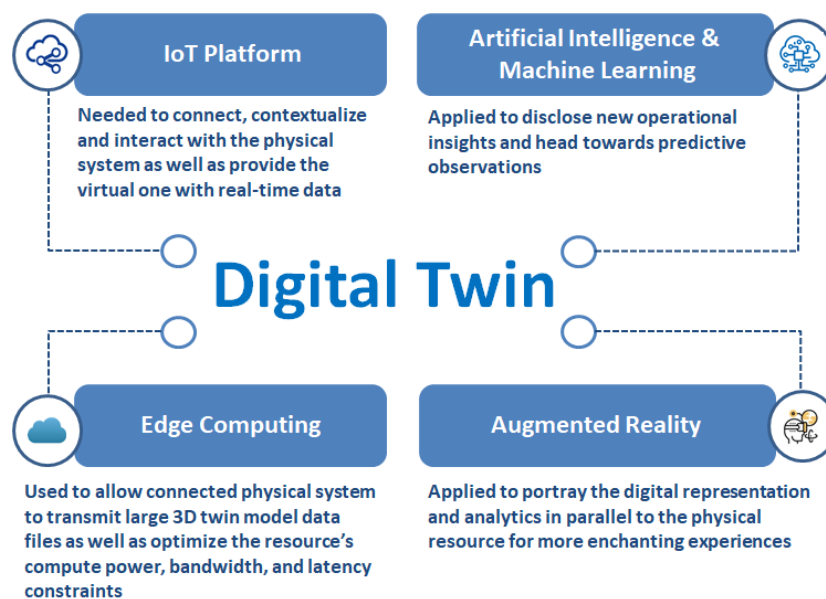 IoT Platform
Needed to connect, contextualize
and interact with the physical
system as well as provide the
virtual one with real-time data
Artificial Intelligence &
Machine Learning
Applied to disclose new operational
insights and head towards predictive
observations
Digital Twin
Edge Computing
Used to allow connected physical system
to transmit large 3D twin model data
files as well as optimize the resource's
compute power, bandwidth, and latency
constraints
Augmented Reality
Applied to portray the digital representation
and analytics in parallel to the physical
resource for more enchanting experiences